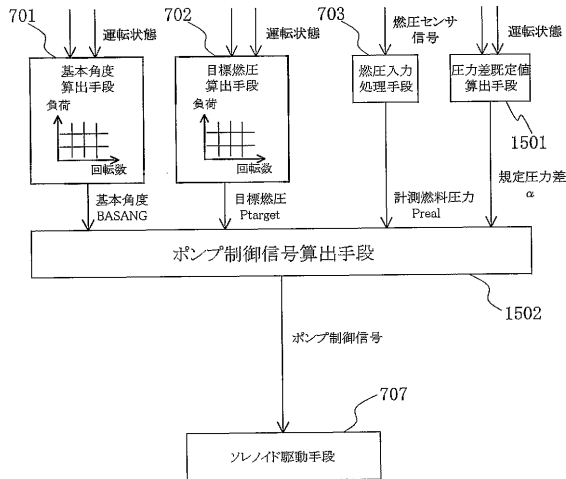 701
運転状態
702
運転状態
703
燃圧センサ
信号
運転状態
基本角度
算出手段
負荷
回転数
目標燃圧
算出手段
負荷
回転数
燃圧入力
処理手段
圧力差既定値
算出手段
1501
基本角度
BASANG
目標燃圧
Ptarget
計測燃料圧力
Preal
規定圧力差
α
ポンプ制御信号算出手段
1502
ポンプ制御信号
707
ソレノイド駆動手段